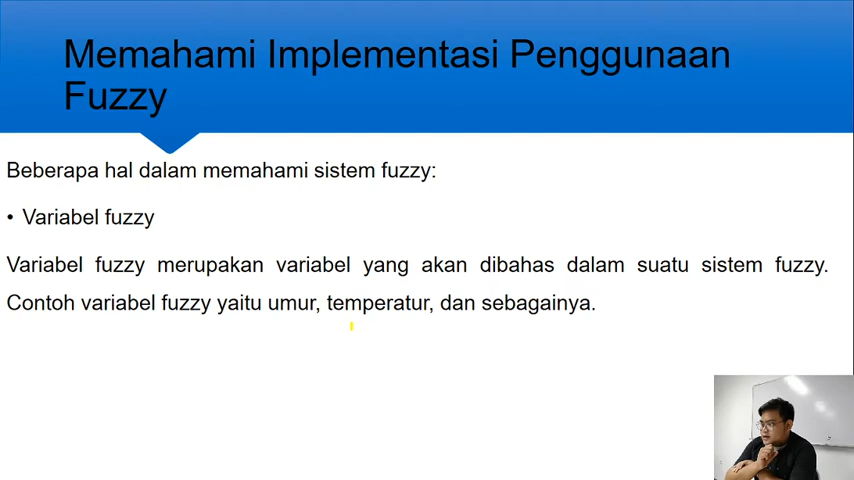 Memahami Implementasi Penggunaan
Fuzzy
Beberapa hal dalam memahami sistem fuzzy:
• Variabel fuzzy
Variabel fuzzy merupakan variabel yang akan dibahas dalam suatu sistem fuzzy.
Contoh variabel fuzzy yaitu umur, temperatur, dan sebagainya.